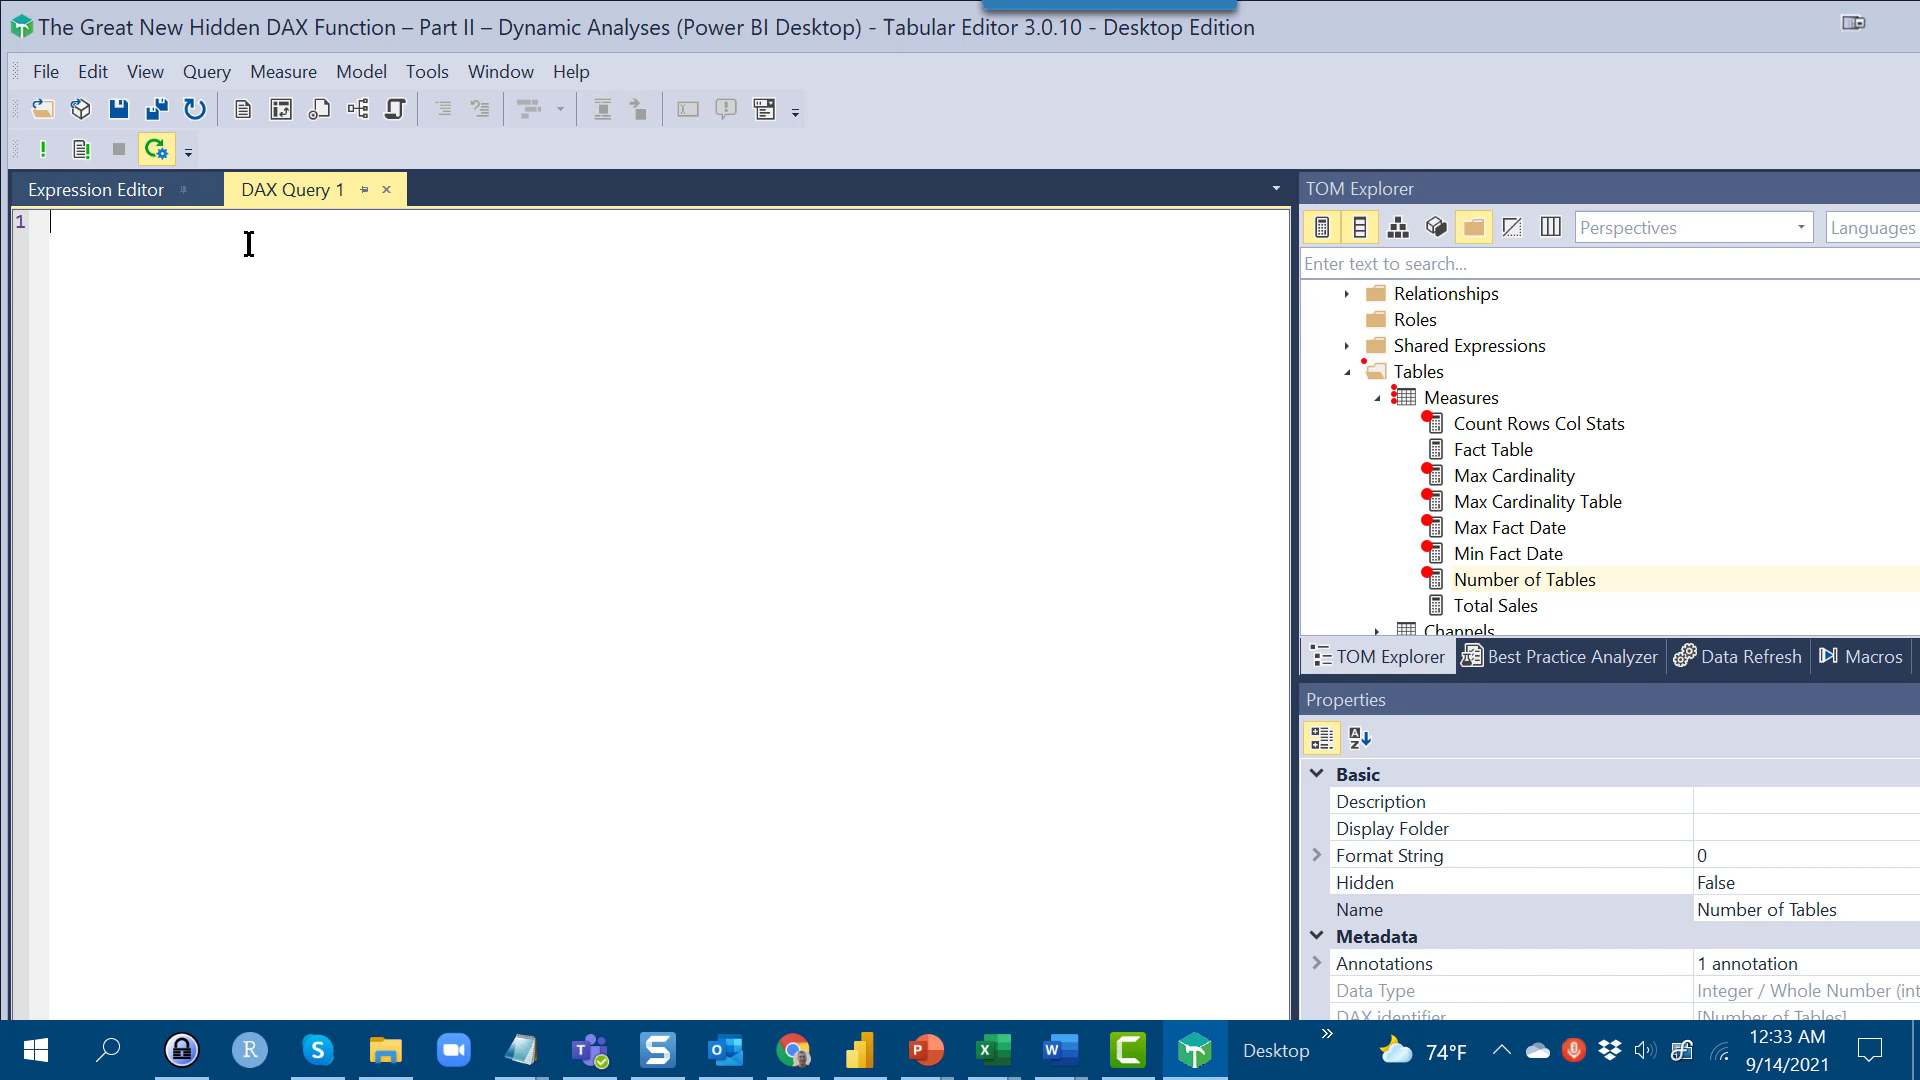 The Great New Hidden DAX Function – Part II – Dynamic Analyses (Power BI Desktop) - Tabular Editor 3.0.10 - Desktop Edition
File Edit View Query Measure Model Tools Window Help
Expression Editor
DAX Query 1
1
TOM Explorer
Perspectives
Languages
Enter text to search...
Relationships
Roles
Shared Expressions
Tables
Measures
Count Rows Col Stats
Fact Table
Max Cardinality
Max Cardinality Table
Max Fact Date
Min Fact Date
Number of Tables
Total Sales
Channels
TOM Explorer Best Practice Analyzer Data Refresh Macros
Properties
Basic
Description
Display Folder
Format String 0
Hidden False
Name Number of Tables
Metadata
Annotations 1 annotation
Data Type Integer / Whole Number (int
DAX identifier [Number of Tables]
Desktop
74°F
12:33 AM
9/14/2021